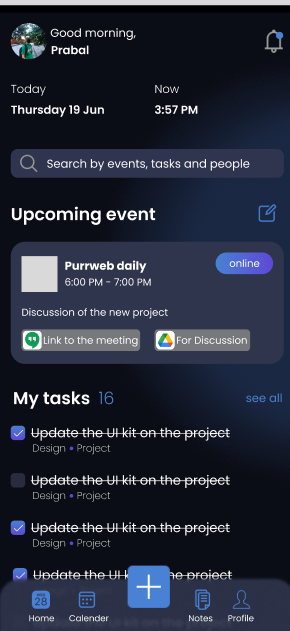 Good morning,
Prabal
Today
Now
Thursday 19 Jun
3:57 PM
Search by events, tasks and people
Upcoming event
Purrweb daily
online
6:00 PM - 7:00 PM
Discussion of the new project
Link to the meeting
For Discussion
My tasks 16
see all
Update the UI kit on the project
Design • Project
Update the UI kit on the project
Design • Project
Update the UI kit on the project
Design • Project
Update the UI kit on the project
28
Home
Calender
Notes
Profile